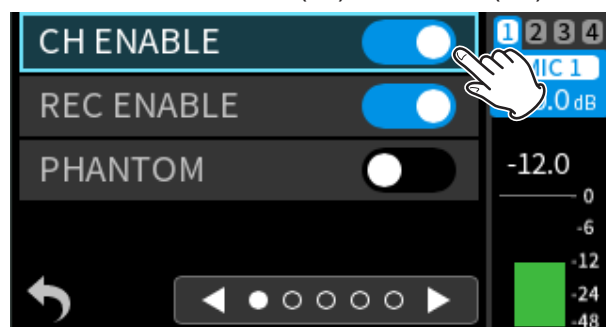 CH ENABLE
REC ENABLE
PHANTOM
1 2 3 4
MIC 1
.0 dB
-12.0
0
-6
-12
-24
-48